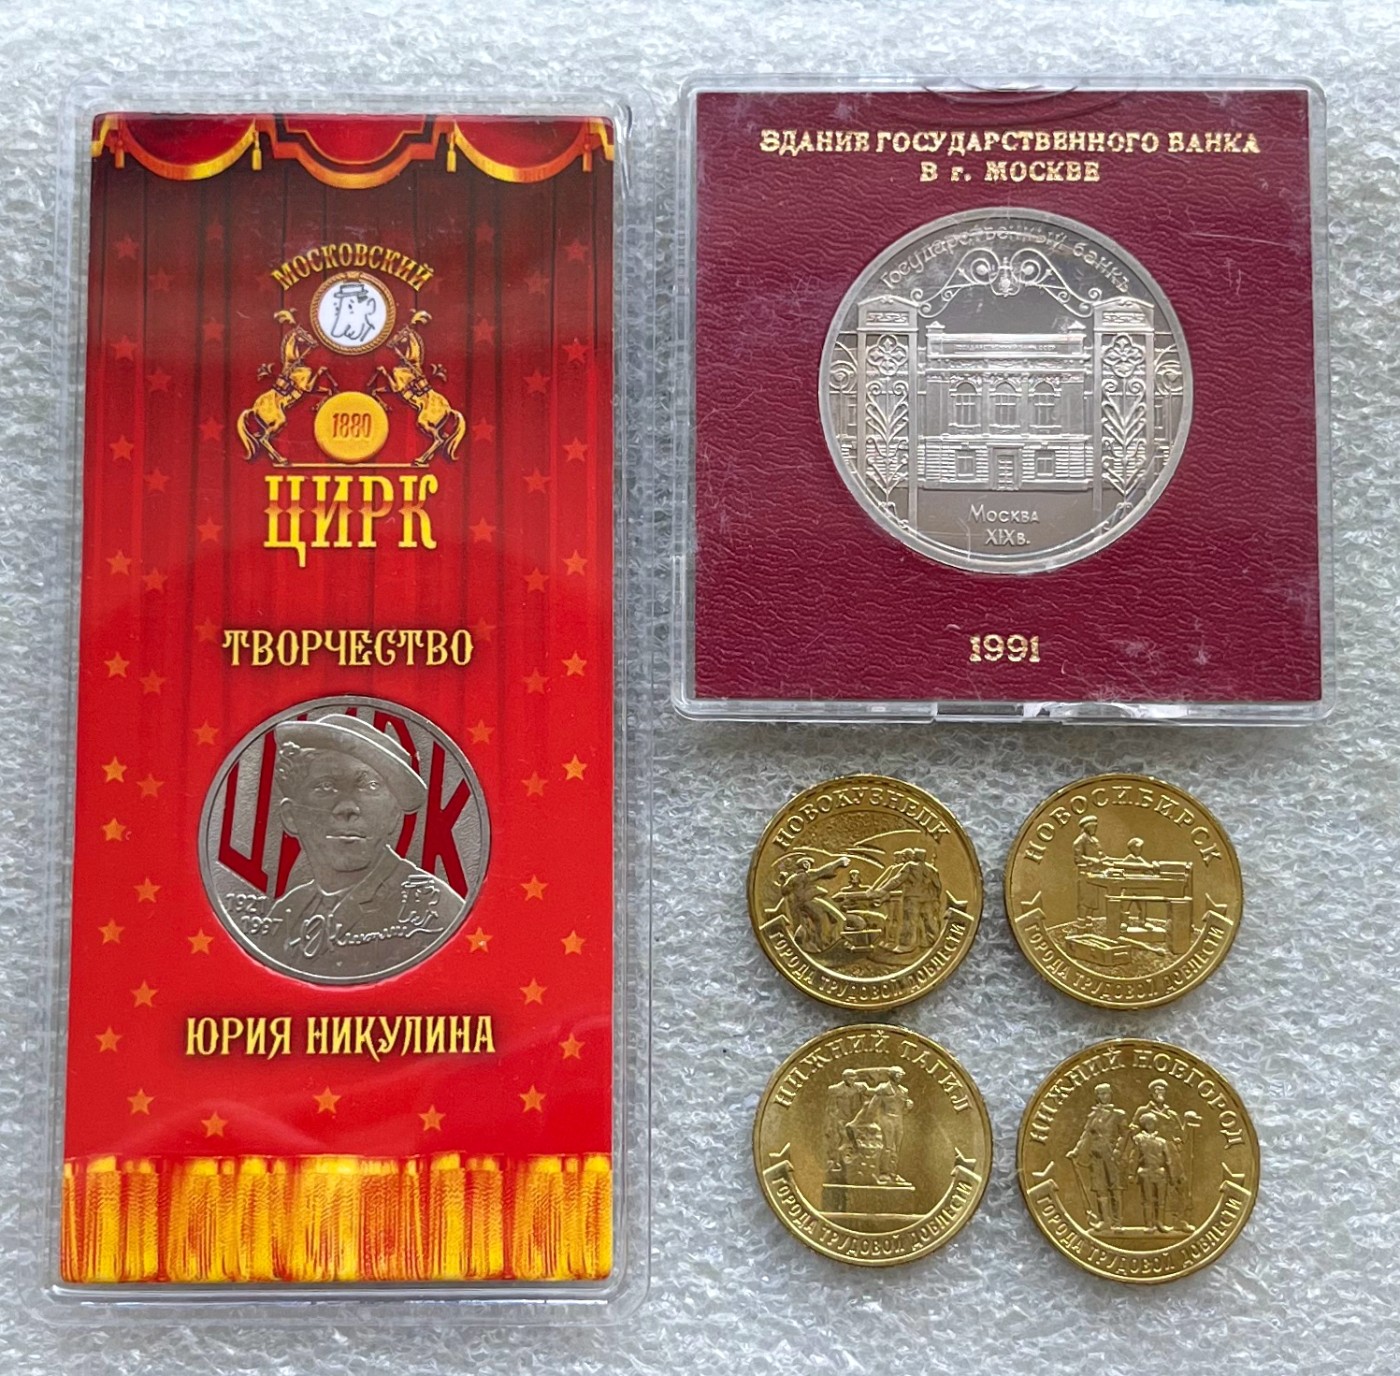 МОСКОВСКИЙ
1880
ЦИРК
ТВОРЧЕСТВО
ЦИРК
1921
1997
ЮРИЯ НИКУЛИНА
ЗДАНИЕ ГОСУДАРСТВЕННОГО БАНКА
В г. МОСКВЕ
Государственный банкъ
Москва
XIXв.
1991
НОВОКУЗНЕЦК
ГОРОДА ТРУДОВОЙ ДОБЛЕСТИ
НОВОСИБИРСК
ГОРОДА ТРУДОВОЙ ДОБЛЕСТИ
НИЖНИЙ ТАГИЛ
ГОРОДА ТРУДОВОЙ ДОБЛЕСТИ
НИЖНИЙ НОВГОРОД
ГОРОДА ТРУДОВОЙ ДОБЛЕСТИ